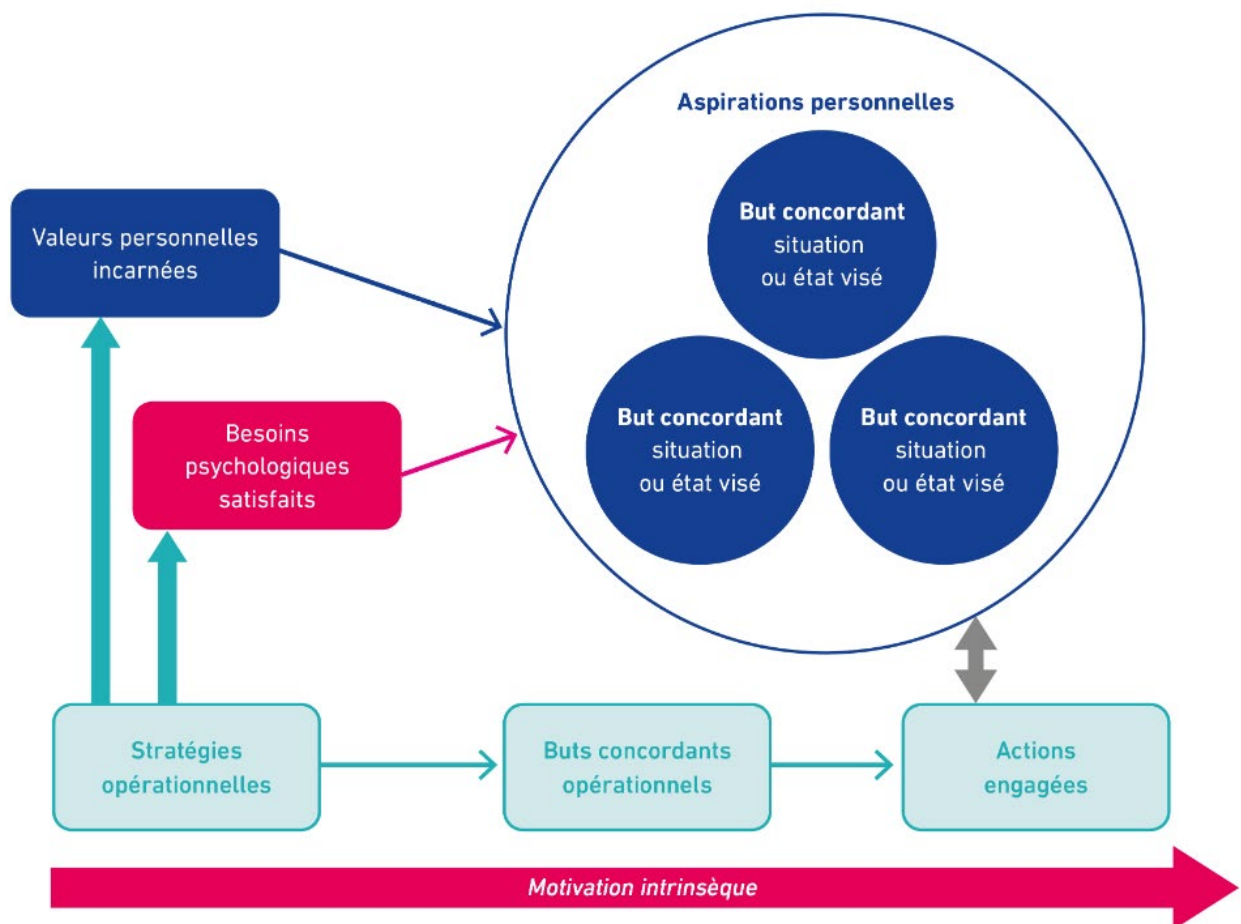 Aspirations personnelles
But concordant
situation
ou état visé
Valeurs personnelles
incarnées
But concordant
situation
ou état visé
But concordant
situation
ou état visé
Besoins
psychologiques
satisfaits
Stratégies
opérationnelles
Buts concordants
opérationnels
Actions
engagées
Motivation intrinsèque